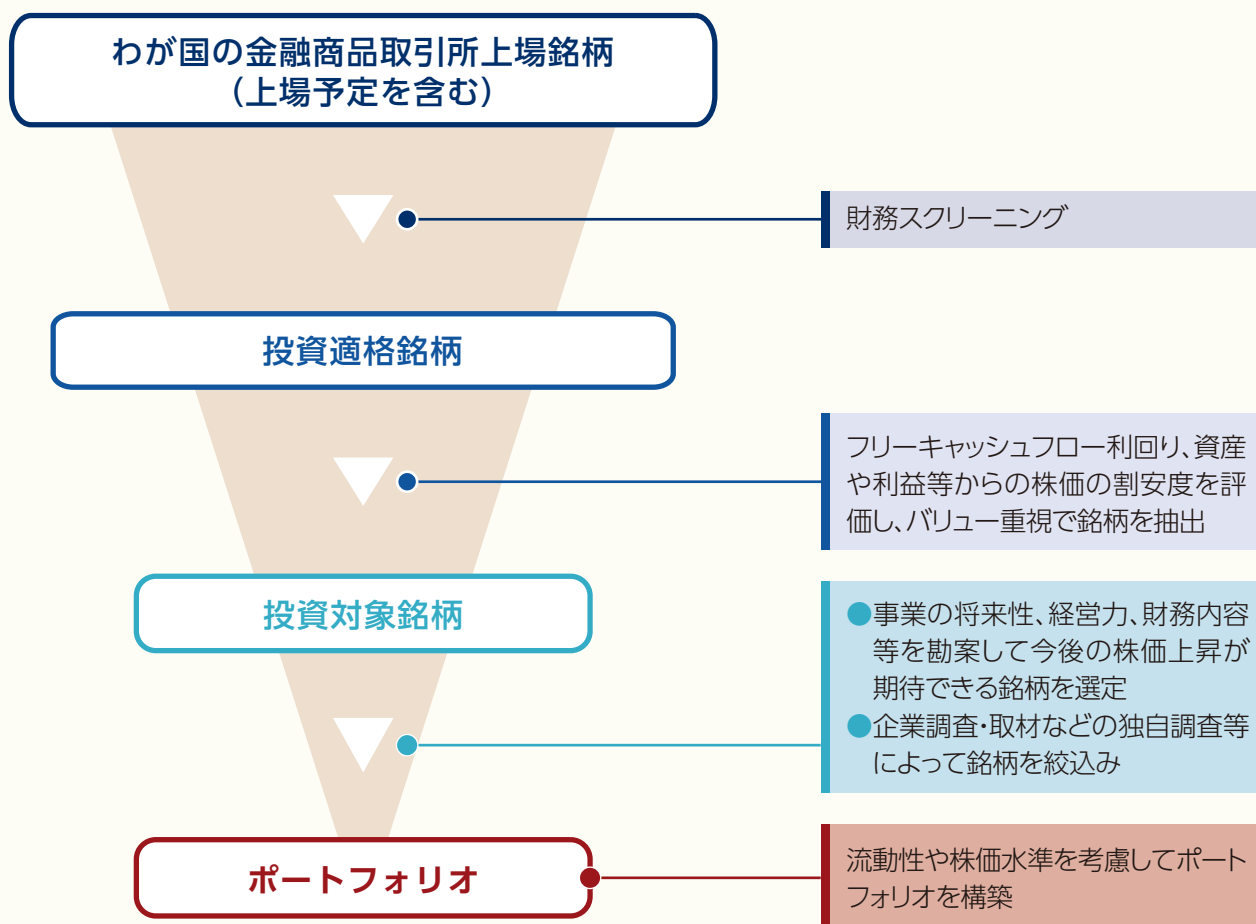 わが国の金融商品取引所上場銘柄
（上場予定を含む）
財務スクリーニング
投資適格銘柄
フリーキャッシュフロー利回り、資産
や利益等からの株価の割安度を評
価し、バリュー重視で銘柄を抽出
投資対象銘柄
●事業の将来性、経営力、財務内容
等を勘案して今後の株価上昇が
期待できる銘柄を選定
●企業調査・取材などの独自調査等
によって銘柄を絞込み
ポートフォリオ
流動性や株価水準を考慮してポート
フォリオを構築